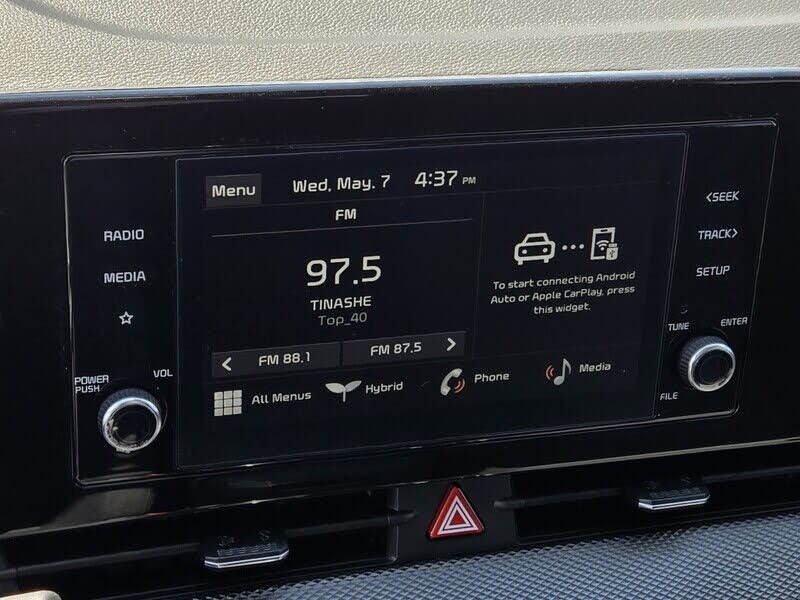 Menu
Wed, May. 7
4:37 PM
FM
97.5
TINASHE
Top_40
< FM 88.1
FM 87.5 >
To start connecting Android
Auto or Apple CarPlay, press
this widget.
All Menus
Hybrid
Phone
Media
RADIO
MEDIA
POWER
PUSH
VOL
<SEEK
TRACK>
SETUP
TUNE
ENTER
FILE